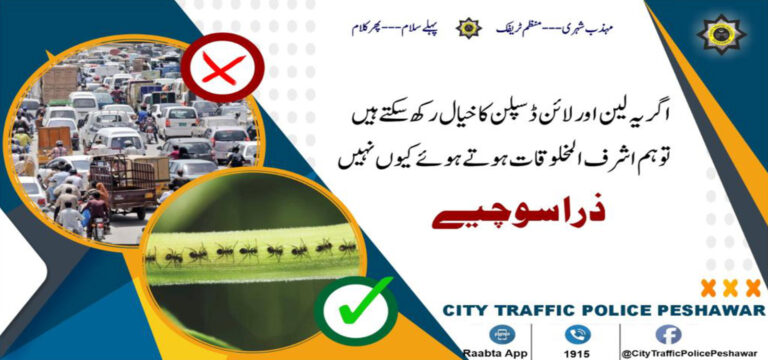 مہذب شہری---منظم ٹریفک پہلے سلام---پھر کلام
اگر یہ لین اور لائن ڈسپلن کا خیال رکھ سکتے ہیں
تو ہم اشرف المخلوقات ہوتے ہوئے کیوں نہیں
ذرا سوچیے
CITY TRAFFIC POLICE PESHAWAR
Raabta App 1915 @CityTrafficPolicePeshawar